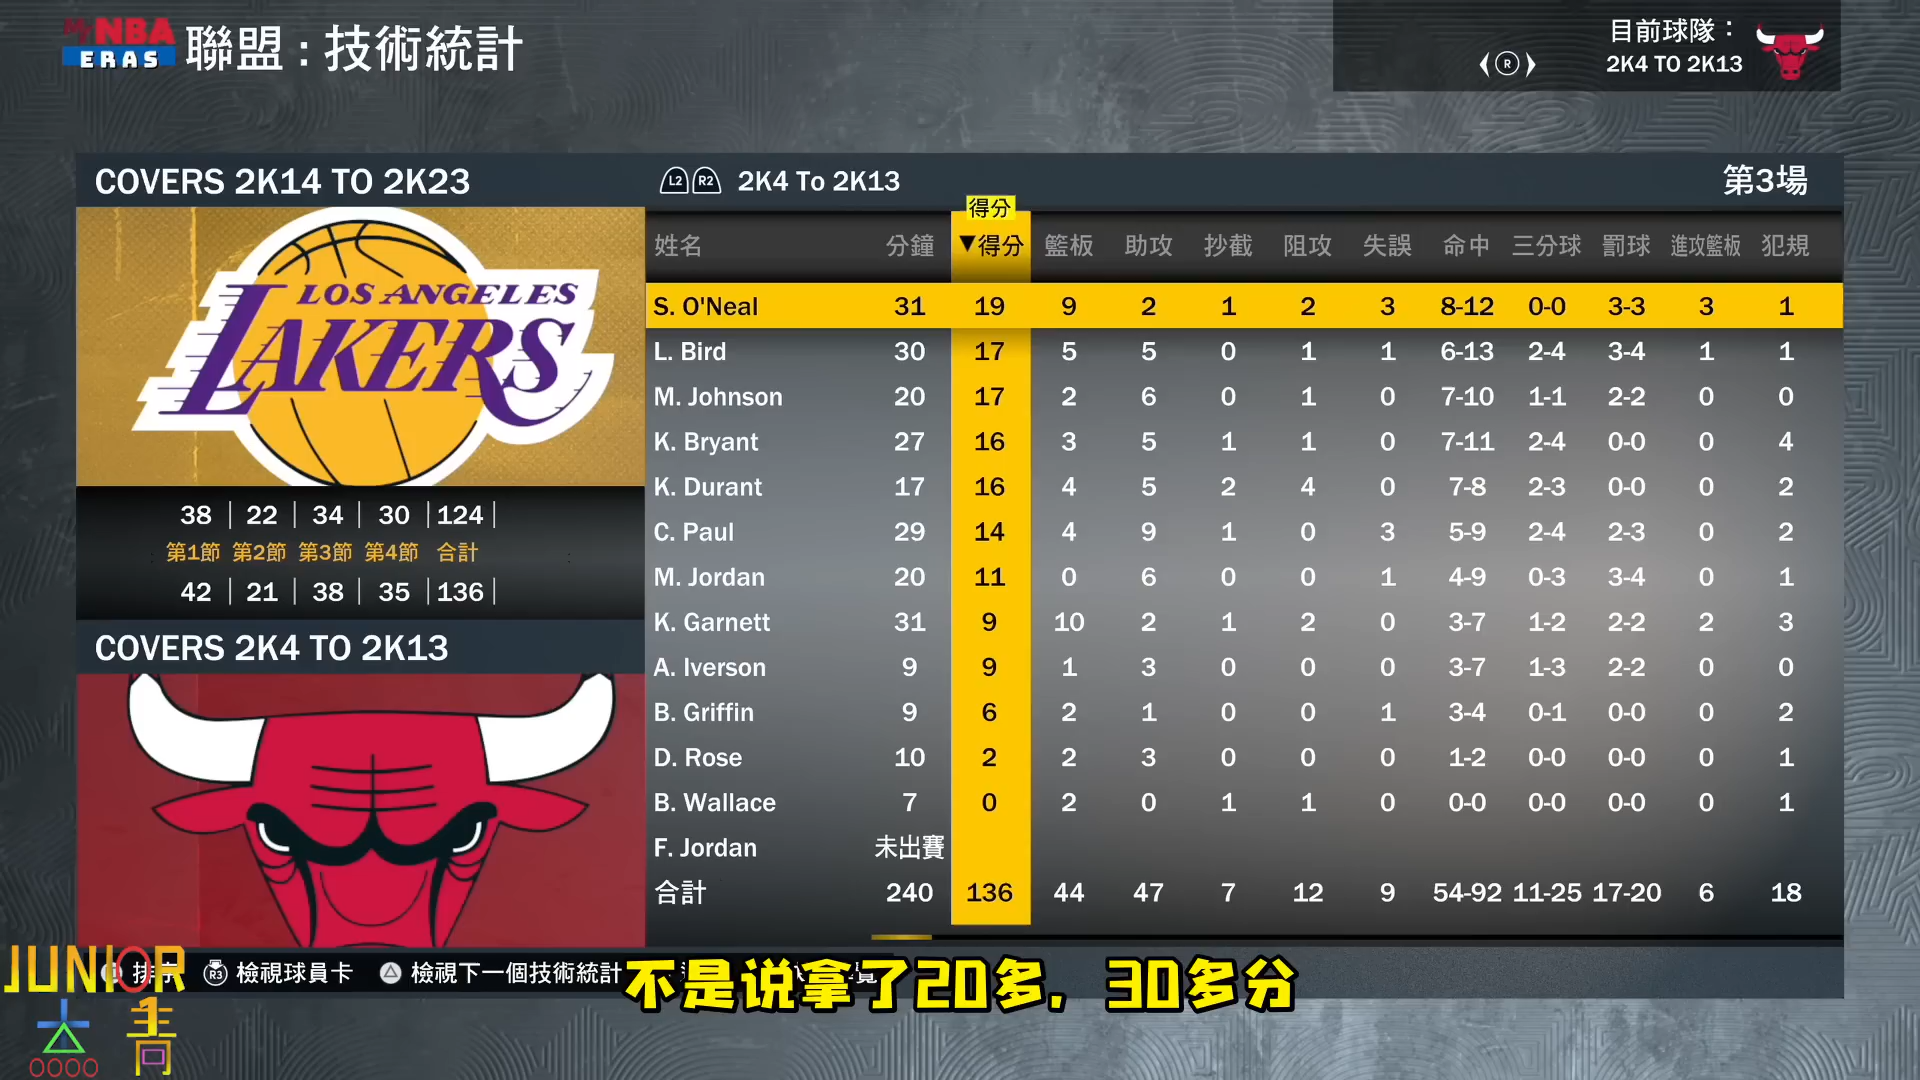 MyNBA ERAS 聯盟 : 技術統計
目前球隊：
R 2K4 TO 2K13
COVERS 2K14 TO 2K23
LOS ANGELES
LAKERS
38 | 22 | 34 | 30 | 124 |
第1節 第2節 第3節 第4節 合計
42 | 21 | 38 | 35 | 136 |
COVERS 2K4 TO 2K13
L2 R2 2K4 To 2K13 第3場
得分
姓名 分鐘 ▼得分 籃板 助攻 抄截 阻攻 失誤 命中 三分球 罰球 進攻籃板 犯規
S. O'Neal 31 19 9 2 1 2 3 8-12 0-0 3-3 3 1
L. Bird 30 17 5 5 0 1 1 6-13 2-4 3-4 1 1
M. Johnson 20 17 2 6 0 1 0 7-10 1-1 2-2 0 0
K. Bryant 27 16 3 5 1 1 0 7-11 2-4 0-0 0 4
K. Durant 17 16 4 5 2 4 0 7-8 2-3 0-0 0 2
C. Paul 29 14 4 9 1 0 3 5-9 2-4 2-3 0 2
M. Jordan 20 11 0 6 0 0 1 4-9 0-3 3-4 0 1
K. Garnett 31 9 10 2 1 2 0 3-7 1-2 2-2 2 3
A. Iverson 9 9 1 3 0 0 0 3-7 1-3 2-2 0 0
B. Griffin 9 6 2 1 0 0 1 3-4 0-1 0-0 0 2
D. Rose 10 2 2 3 0 0 0 1-2 0-0 0-0 0 1
B. Wallace 7 0 2 0 1 1 0 0-0 0-0 0-0 0 1
F. Jordan 未出賽
合計 240 136 44 47 7 12 9 54-92 11-25 17-20 6 18
R3 檢視球員卡 檢視下一個技術統計
不是说拿了20多，30多分
JUNIOR
大 青